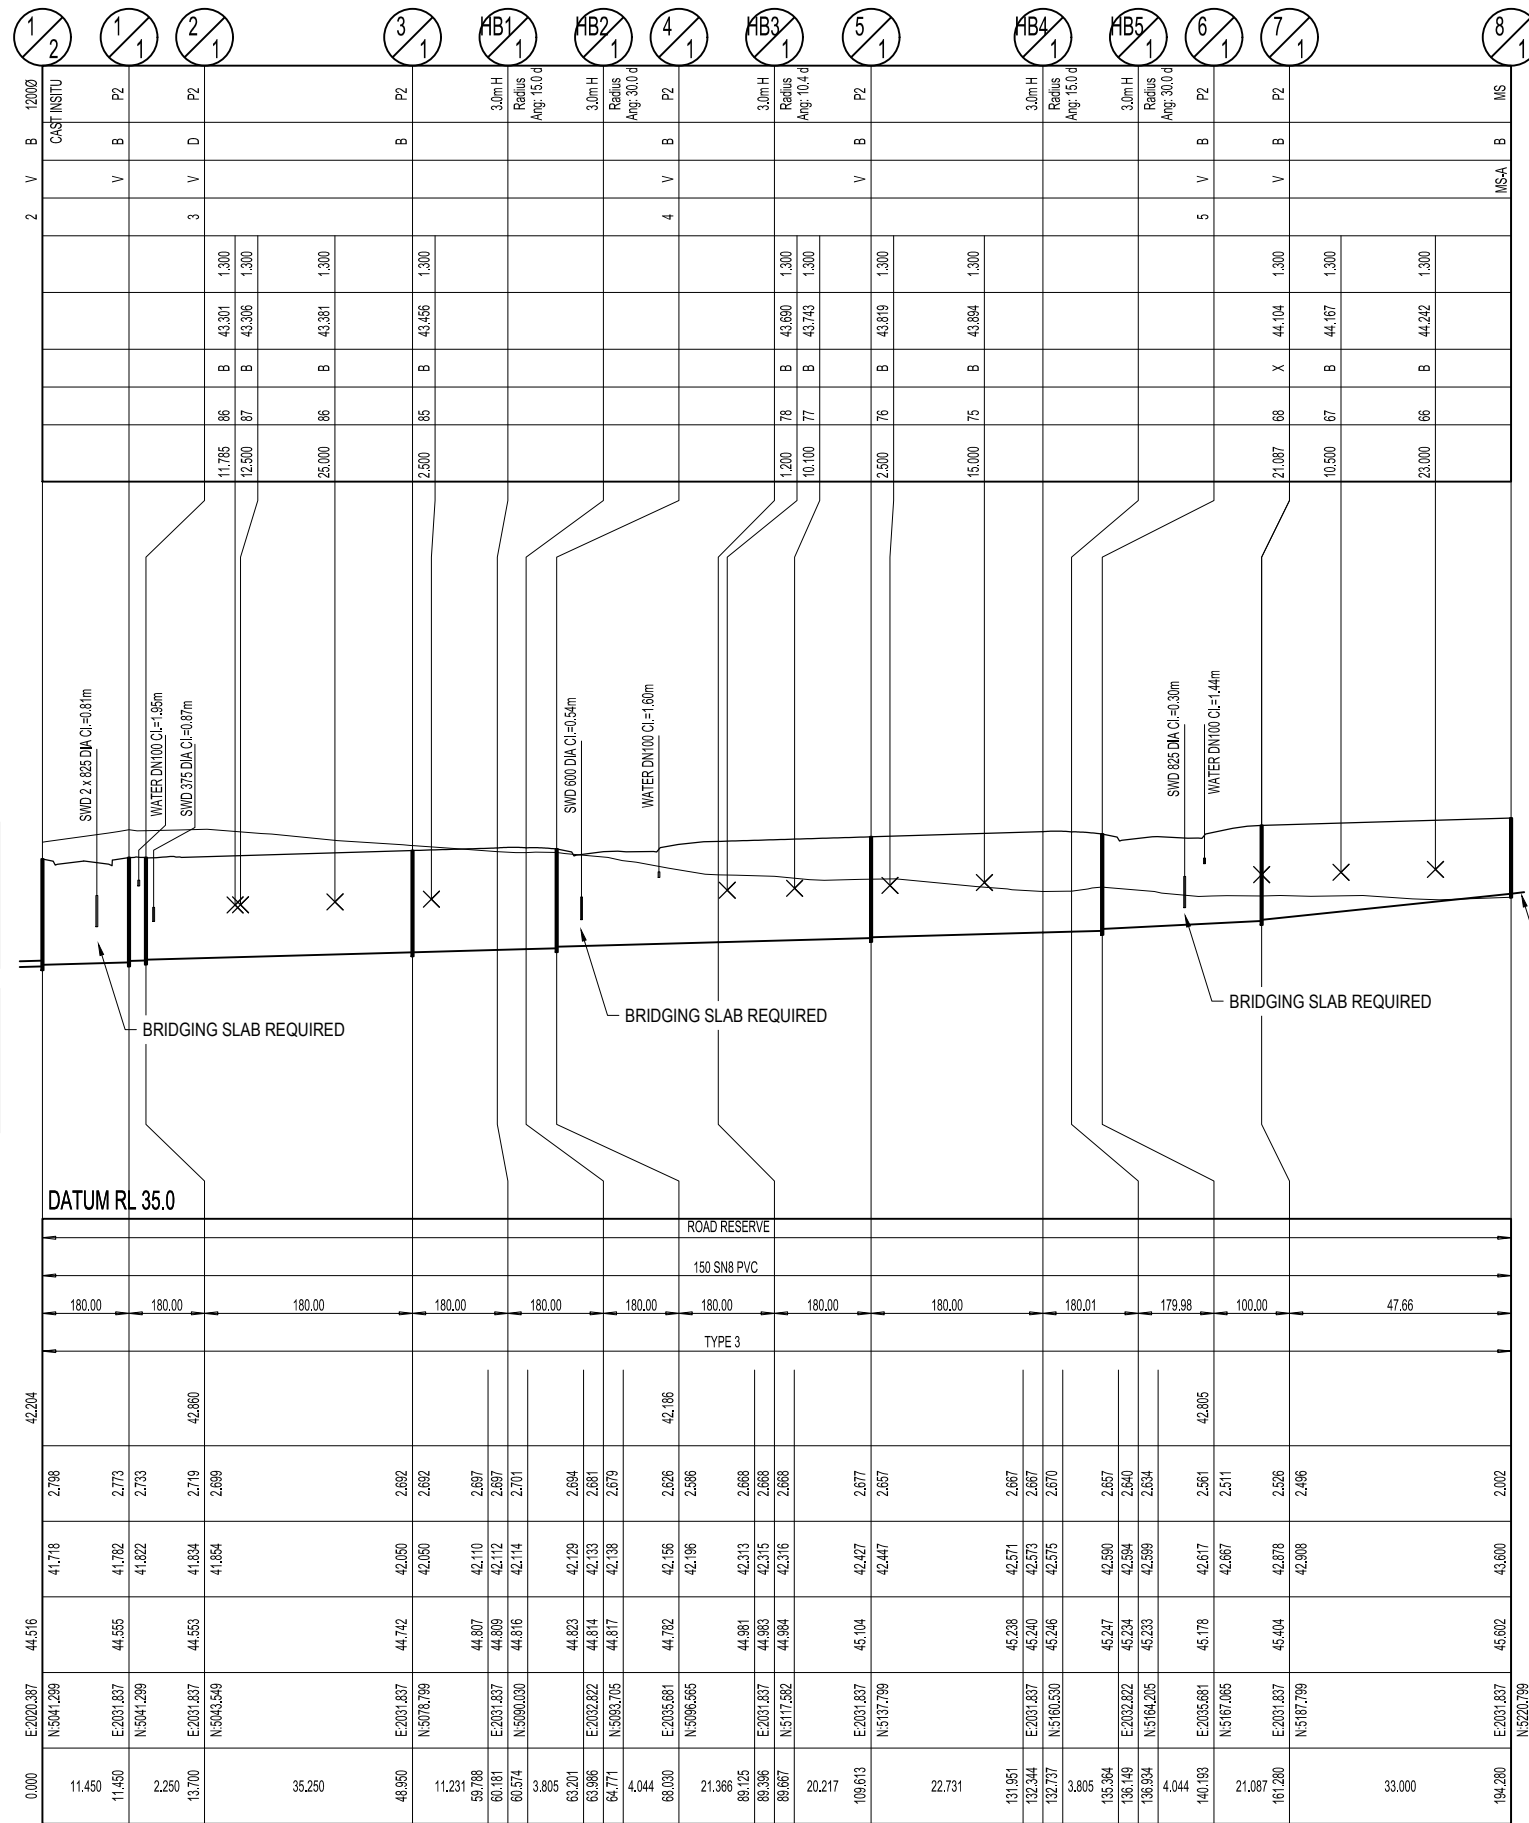 1/2 1/1 2/1 3/1 HB1/1 HB2/1 4/1 HB3/1 5/1 HB4/1 HB5/1 6/1 7/1 8/1
1200Ø
CAST INSITU
P2
P2
P2
3.0m H
Radius
Ang: 15.0 d
3.0m H
Radius
Ang: 30.0 d
P2
3.0m H
Radius
Ang: 10.4 d
P2
3.0m H
Radius
Ang: 15.0 d
3.0m H
Radius
Ang: 30.0 d
P2
P2
MS
B B D B B B B B B
V V V V V V V MS-A
2 3 4 5
1.300 1.300 1.300 1.300 1.300 1.300 1.300 1.300 1.300 1.300 1.300
43.301 43.306 43.381 43.456 43.690 43.743 43.819 43.894 44.104 44.167 44.242
B B B B B B B B X B B
86 87 86 85 78 77 76 75 68 67 66
11.785 12.500 25.000 2.500 1.200 10.100 2.500 15.000 21.087 10.500 23.000
SWD 2 x 825 DIA Cl.=0.81m
WATER DN100 Cl.=1.95m
SWD 375 DIA Cl.=0.87m
SWD 600 DIA Cl.=0.54m
WATER DN100 Cl.=1.60m
SWD 825 DIA Cl.=0.30m
WATER DN100 Cl.=1.44m
BRIDGING SLAB REQUIRED
BRIDGING SLAB REQUIRED
BRIDGING SLAB REQUIRED
DATUM RL 35.0
ROAD RESERVE
150 SN8 PVC
180.00 180.00 180.00 180.00 180.00 180.00 180.00 180.00 180.00 180.01 179.98 100.00 47.66
TYPE 3
42.204 42.860 42.186 42.805
2.798 2.773 2.733 2.719 2.699 2.692 2.692 2.697 2.697 2.701 2.694 2.681 2.679 2.626 2.586 2.668 2.668 2.668 2.677 2.657 2.667 2.667 2.670 2.657 2.640 2.634 2.561 2.511 2.526 2.496 2.002
41.718 41.782 41.822 41.834 41.854 42.050 42.050 42.110 42.112 42.114 42.129 42.133 42.138 42.156 42.196 42.313 42.315 42.316 42.427 42.447 42.571 42.573 42.575 42.590 42.594 42.599 42.617 42.667 42.878 42.908 43.600
44.516 44.555 44.553 44.742 44.807 44.809 44.816 44.823 44.814 44.817 44.782 44.981 44.983 44.984 45.104 45.238 45.240 45.246 45.247 45.234 45.233 45.178 45.404 45.602
E:2020.387
N:5041.299
E:2031.837
N:5041.299
E:2031.837
N:5043.549
E:2031.837
N:5078.799
E:2031.837
N:5090.030
E:2032.822
N:5093.705
E:2035.681
N:5096.565
E:2031.837
N:5117.582
E:2031.837
N:5137.799
E:2031.837
N:5160.530
E:2032.822
N:5164.205
E:2035.681
N:5167.065
E:2031.837
N:5187.799
E:2031.837
N:5220.799
0.000 11.450 11.450 2.250 13.700 35.250 48.950 11.231 59.788 60.181 60.574 3.805 63.201 63.986 64.771 4.044 68.030 21.366 89.125 89.396 89.667 20.217 109.613 22.731 131.951 132.344 132.737 3.805 135.364 136.149 136.934 4.044 140.193 21.087 161.280 33.000 194.280